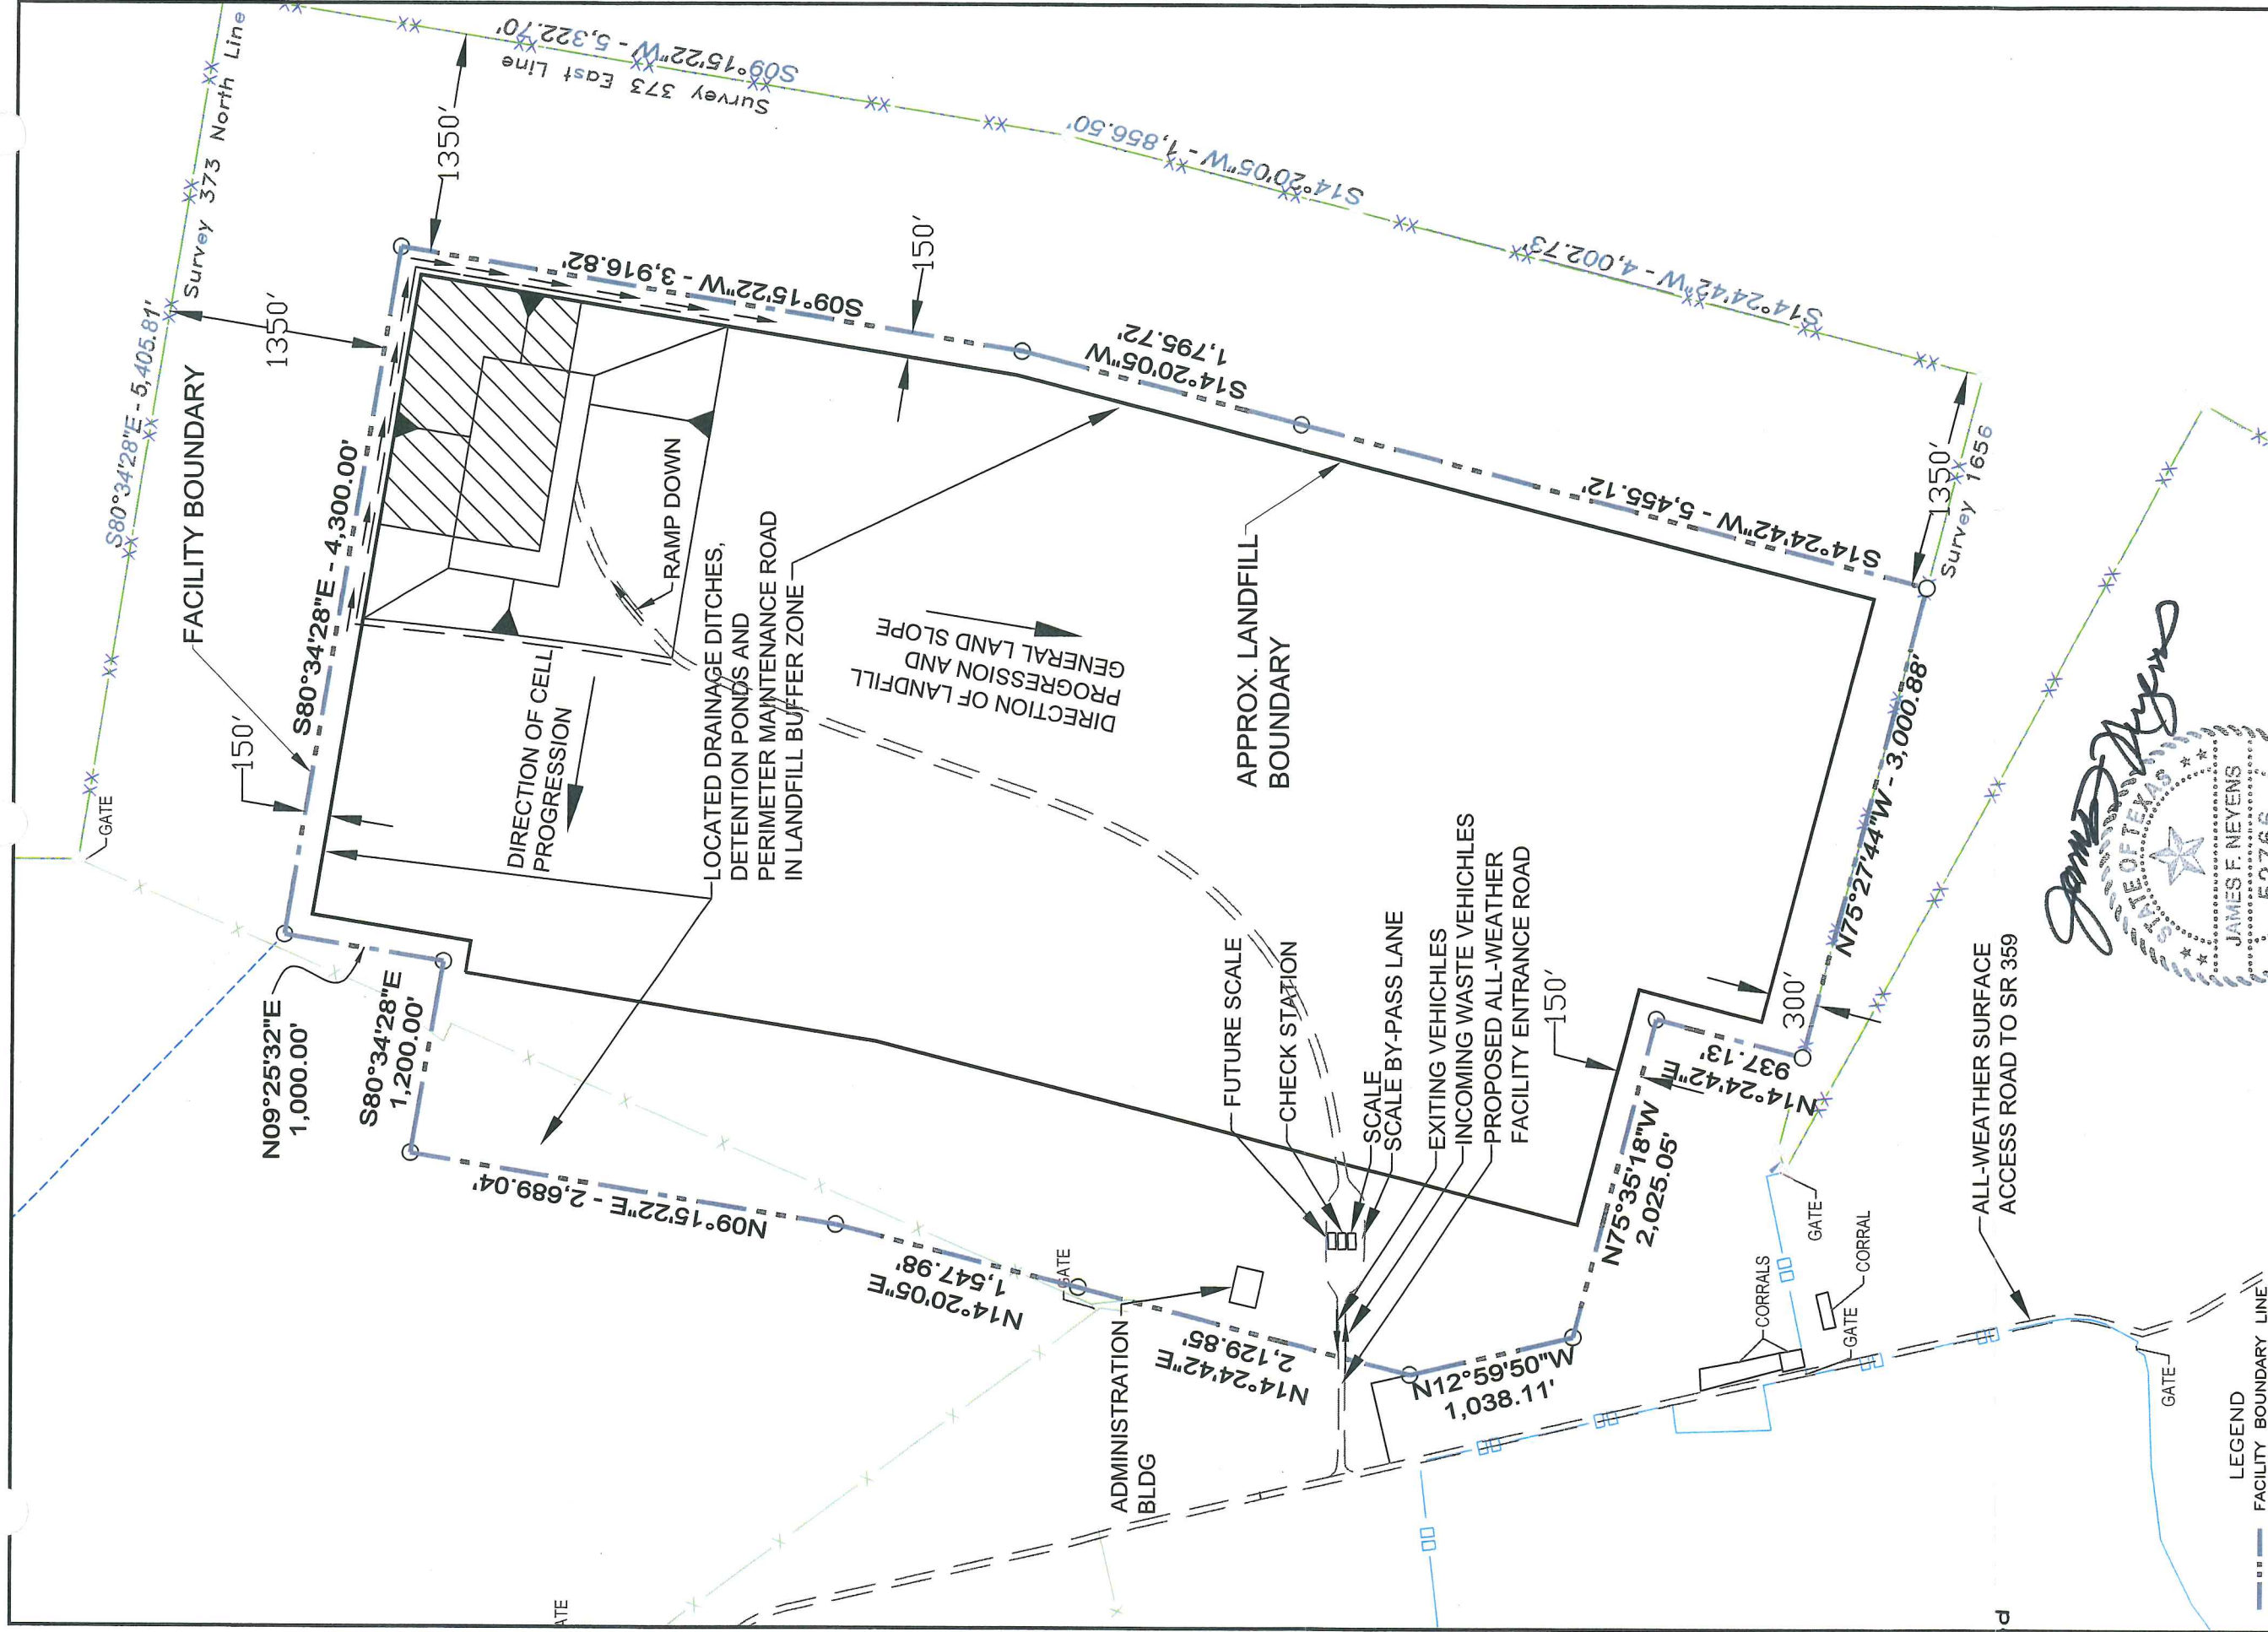 Survey 373 North Line
S80°34'28"E - 5,405.81'
S09°15'22"W - 5,322.70'
Survey 373 East Line
1350'
1350'
FACILITY BOUNDARY
150'
S80°34'28"E - 4,300.00'
S09°15'22"W - 3,916.82'
150'
S14°20'05"W - 1,856.50'
S14°24'42"W - 4,002.73'
GATE
RAMP DOWN
DIRECTION OF CELL
PROGRESSION
LOCATED DRAINAGE DITCHES,
DETENTION PONDS AND
PERIMETER MAINTENANCE ROAD
IN LANDFILL BUFFER ZONE
DIRECTION OF LANDFILL
PROGRESSION AND
GENERAL LAND SLOPE
S14°20'05"W
1,795.72'
APPROX. LANDFILL
BOUNDARY
S14°24'42"W - 5,455.12'
1350'
Survey 1656
N09°25'32"E
1,000.00'
S80°34'28"E
1,200.00'
N09°15'22"E - 2,689.04'
N14°20'05"E
1,547.98'
GATE
N14°24'42"E
2,129.85'
ADMINISTRATION
BLDG
FUTURE SCALE
CHECK STATION
SCALE
SCALE BY-PASS LANE
EXITING VEHICHLES
INCOMING WASTE VEHICHLES
PROPOSED ALL-WEATHER
FACILITY ENTRANCE ROAD
150'
N12°59'50"W
1,038.11'
N75°35'18"W
2,025.05'
N14°24'42"E
937.13'
300'
N75°27'44"W - 3,000.88'
GATE
CORRALS
CORRAL
GATE
GATE
ALL-WEATHER SURFACE
ACCESS ROAD TO SR 359
STATE OF TEXAS
JAMES F. NEYENS
ATE
LEGEND
FACILITY BOUNDARY LINE